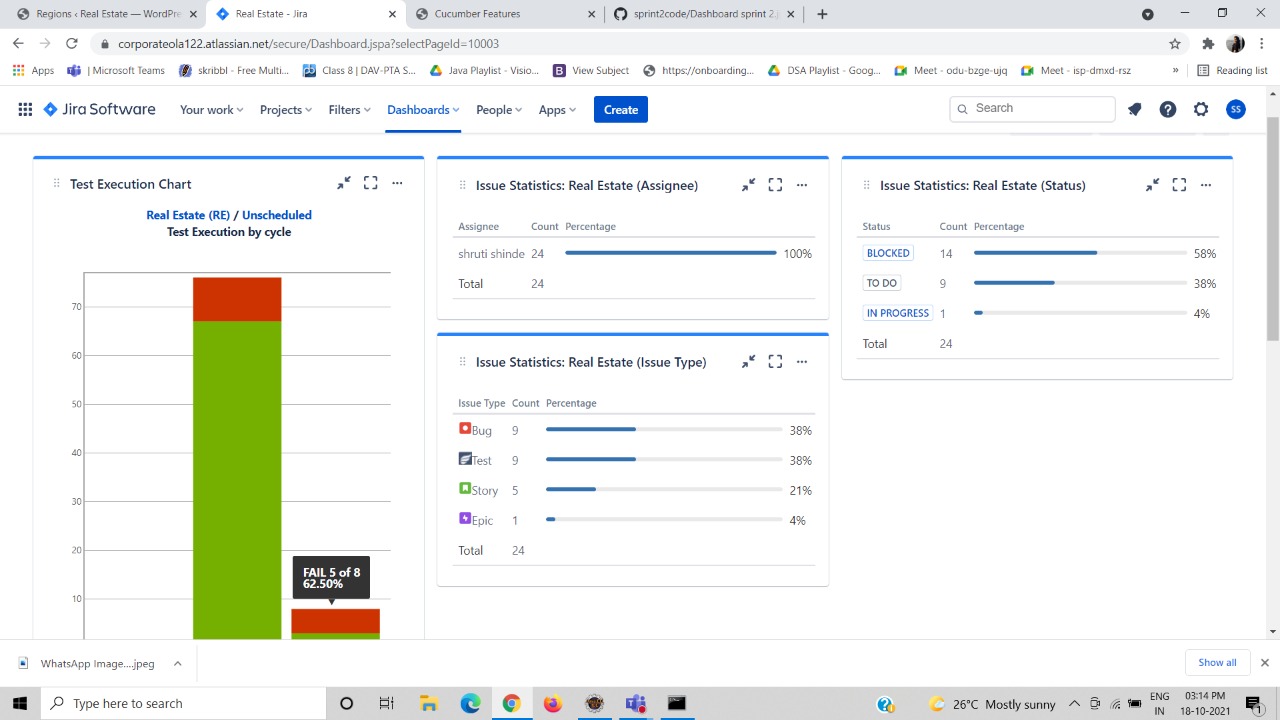 Regions ‹ Real Estate — WordPre
Real Estate - Jira
Cucumber Features
sprint2code/Dashboard sprint 2.j
corporateola122.atlassian.net/secure/Dashboard.jspa?selectPageId=10003
Apps
| Microsoft Teams
skribbl - Free Multi...
Class 8 | DAV-PTA S...
Java Playlist - Visio...
View Subject
https://onboarding...
DSA Playlist - Goog...
Meet - odu-bzge-ujq
Meet - isp-dmxd-rsz
»
Reading list
Jira Software
Your work
Projects
Filters
Dashboards
People
Apps
Create
Search
SS
Test Execution Chart
Real Estate (RE) / Unscheduled
Test Execution by cycle
70
60
50
40
30
20
10
FAIL 5 of 8
62.50%
Issue Statistics: Real Estate (Assignee)
Assignee Count Percentage
shruti shinde 24 100%
Total 24
Issue Statistics: Real Estate (Issue Type)
Issue Type Count Percentage
Bug 9 38%
Test 9 38%
Story 5 21%
Epic 1 4%
Total 24
Issue Statistics: Real Estate (Status)
Status Count Percentage
BLOCKED 14 58%
TO DO 9 38%
IN PROGRESS 1 4%
Total 24
WhatsApp Image....jpeg
Show all
Type here to search
26°C Mostly sunny
ENG
IN
03:14 PM
18-10-2021
1